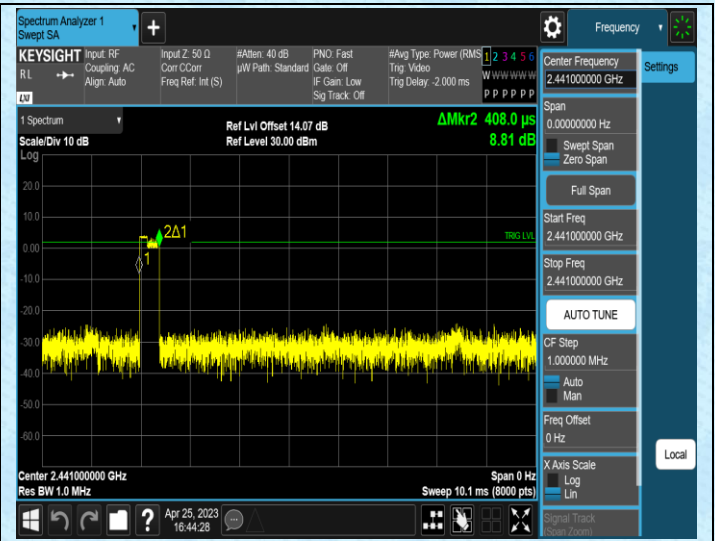 Spectrum Analyzer 1
Swept SA
Frequency
KEYSIGHT
RL
LXI
Input: RF
Coupling: AC
Align: Auto
Input Z: 50 Ω
Corr CCorr
Freq Ref: Int (S)
#Atten: 40 dB
µW Path: Standard
PNO: Fast
Gate: Off
IF Gain: Low
Sig Track: Off
#Avg Type: Power (RMS
Trig: Video
Trig Delay: -2.000 ms
1 2 3 4 5 6
W W W W W W
P P P P P P
1 Spectrum
Scale/Div 10 dB
Log
Ref Lvl Offset 14.07 dB
Ref Level 30.00 dBm
ΔMkr2 408.0 µs
8.81 dB
20.0
10.0
0.00
-10.0
-20.0
-30.0
-40.0
-50.0
-60.0
2Δ1
1
TRIG LVL
Center 2.441000000 GHz
Res BW 1.0 MHz
Span 0 Hz
Sweep 10.1 ms (8000 pts)
Center Frequency
2.441000000 GHz
Settings
Span
0.00000000 Hz
Swept Span
Zero Span
Full Span
Start Freq
2.441000000 GHz
Stop Freq
2.441000000 GHz
AUTO TUNE
CF Step
1.000000 MHz
Auto
Man
Freq Offset
0 Hz
X Axis Scale
Log
Lin
Signal Track
(Span Zoom)
Local
?
Apr 25, 2023
16:44:28